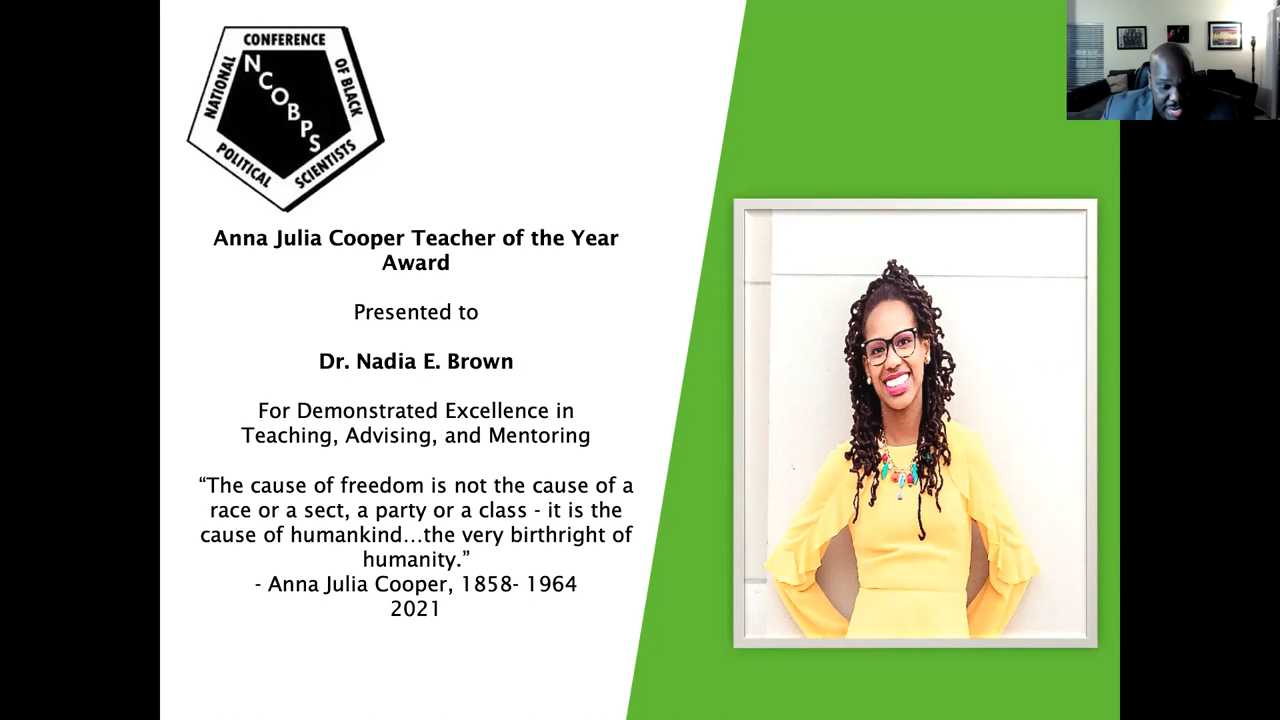 NATIONAL
CONFERENCE
OF BLACK
POLITICAL
SCIENTISTS
NCOBPS
Anna Julia Cooper Teacher of the Year
Award
Presented to
Dr. Nadia E. Brown
For Demonstrated Excellence in
Teaching, Advising, and Mentoring
“The cause of freedom is not the cause of a
race or a sect, a party or a class - it is the
cause of humankind…the very birthright of
humanity.”
- Anna Julia Cooper, 1858- 1964
2021